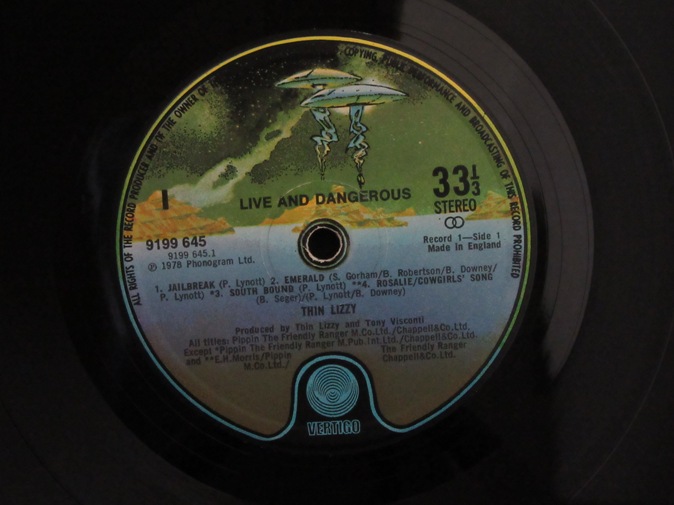 ALL RIGHTS OF THE RECORD PRODUCER AND OF THE OWNER OF
COPYING, PUBLIC PERFORMANCE AND BROADCASTING OF THIS RECORD PROHIBITED
1
LIVE AND DANGEROUS
33⅓
STEREO
9199 645
9199 645.1
℗ 1978 Phonogram Ltd.
Record 1—Side 1
Made in England
1. JAILBREAK (P. Lynott) 2. EMERALD (S. Gorham/B. Robertson/B. Downey/
P. Lynott) *3. SOUTH BOUND (P. Lynott) **4. ROSALIE/COWGIRLS' SONG
(B. Seger)/(P. Lynott/B. Downey)
THIN LIZZY
Produced by Thin Lizzy and Tony Visconti
All titles: Pippin The Friendly Ranger M.Co.Ltd./Chappell&Co.Ltd.
Except *Pippin The Friendly Ranger M.Pub.Int.Ltd./Chappell&Co.Ltd.
and **E.H.Morris/Pippin The Friendly Ranger
M.Co.Ltd./ Chappell&Co.Ltd.
VERTIGO